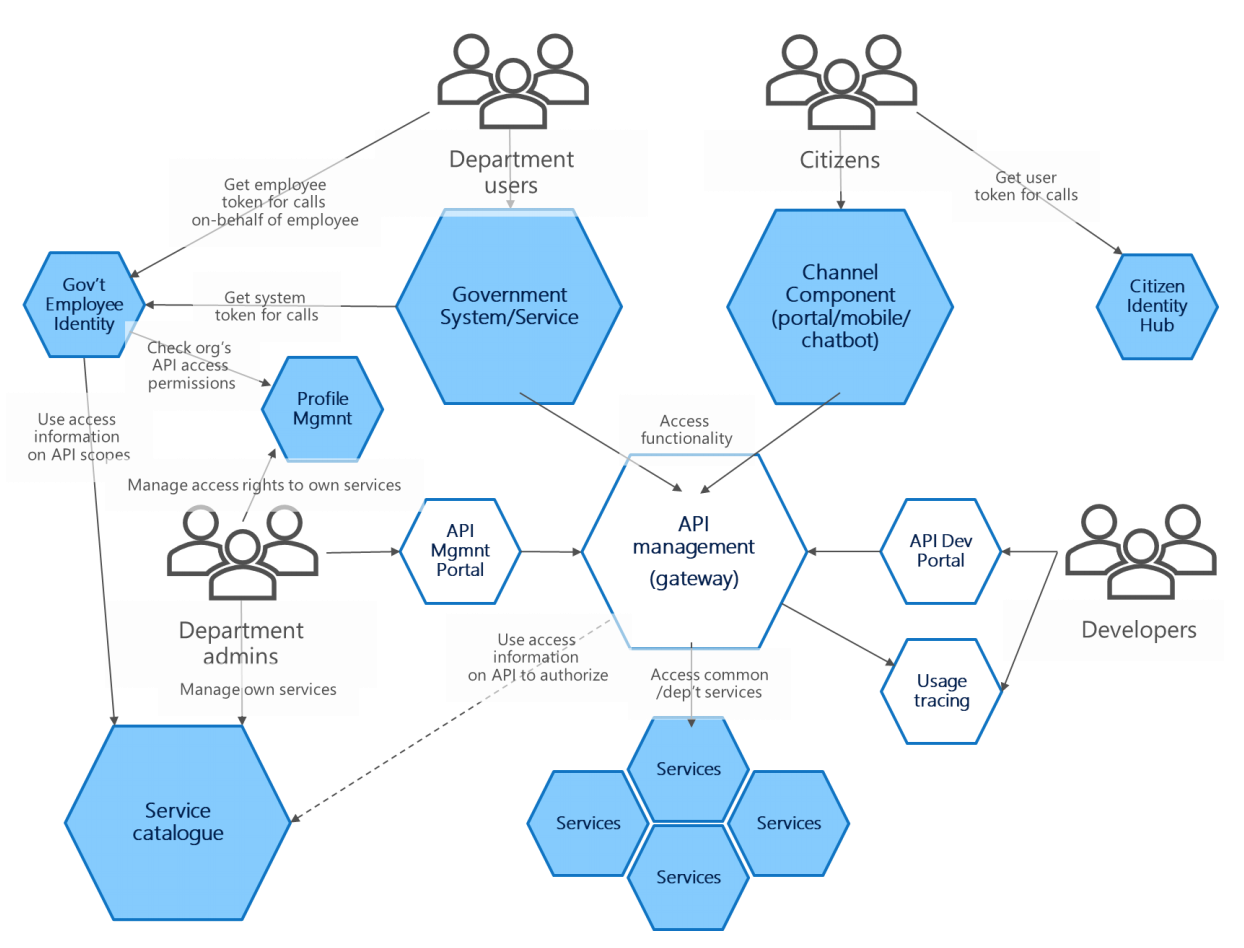 Department
users
Citizens
Get employee
token for calls
on-behalf of employee
Get user
token for calls
Gov't
Employee
Identity
Get system
token for calls
Government
System/Service
Channel
Component
(portal/mobile/
chatbot)
Citizen
Identity
Hub
Check org's
API access
permissions
Profile
Mgmnt
Use access
information
on API scopes
Access
functionality
Manage access rights to own services
API
Mgmnt
Portal
API
management
(gateway)
API Dev
Portal
Developers
Department
admins
Manage own services
Use access
information
on API to authorize
Access common
/dep't services
Usage
tracing
Service
catalogue
Services
Services
Services
Services